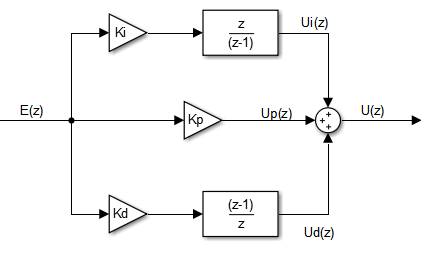 Ki
z
(z-1)
Ui(z)
E(z)
Kp
Up(z)
+
+
+
U(z)
Kd
(z-1)
z
Ud(z)